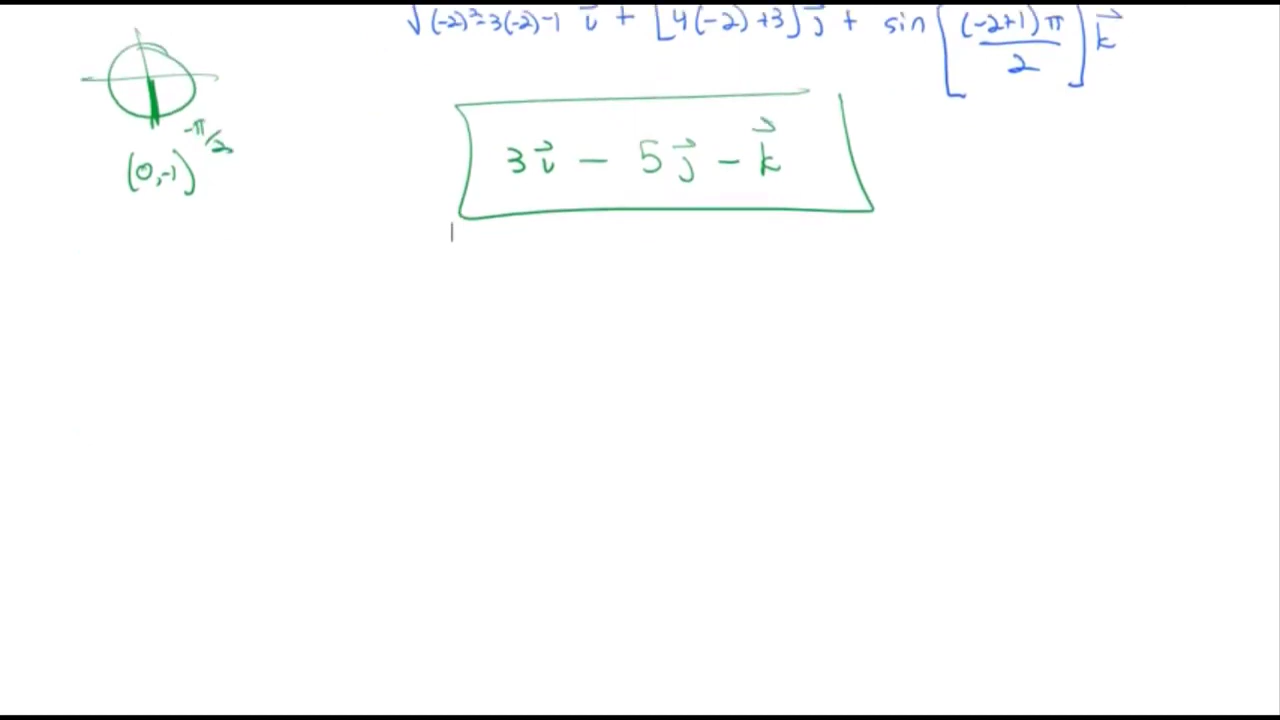 √(-2)²-3(-2)-1 i⃗ + [4(-2)+3] j⃗ + sin[(-2+1)π/2] k⃗
3i⃗ - 5j⃗ - k⃗
-π/2
(0,-1)